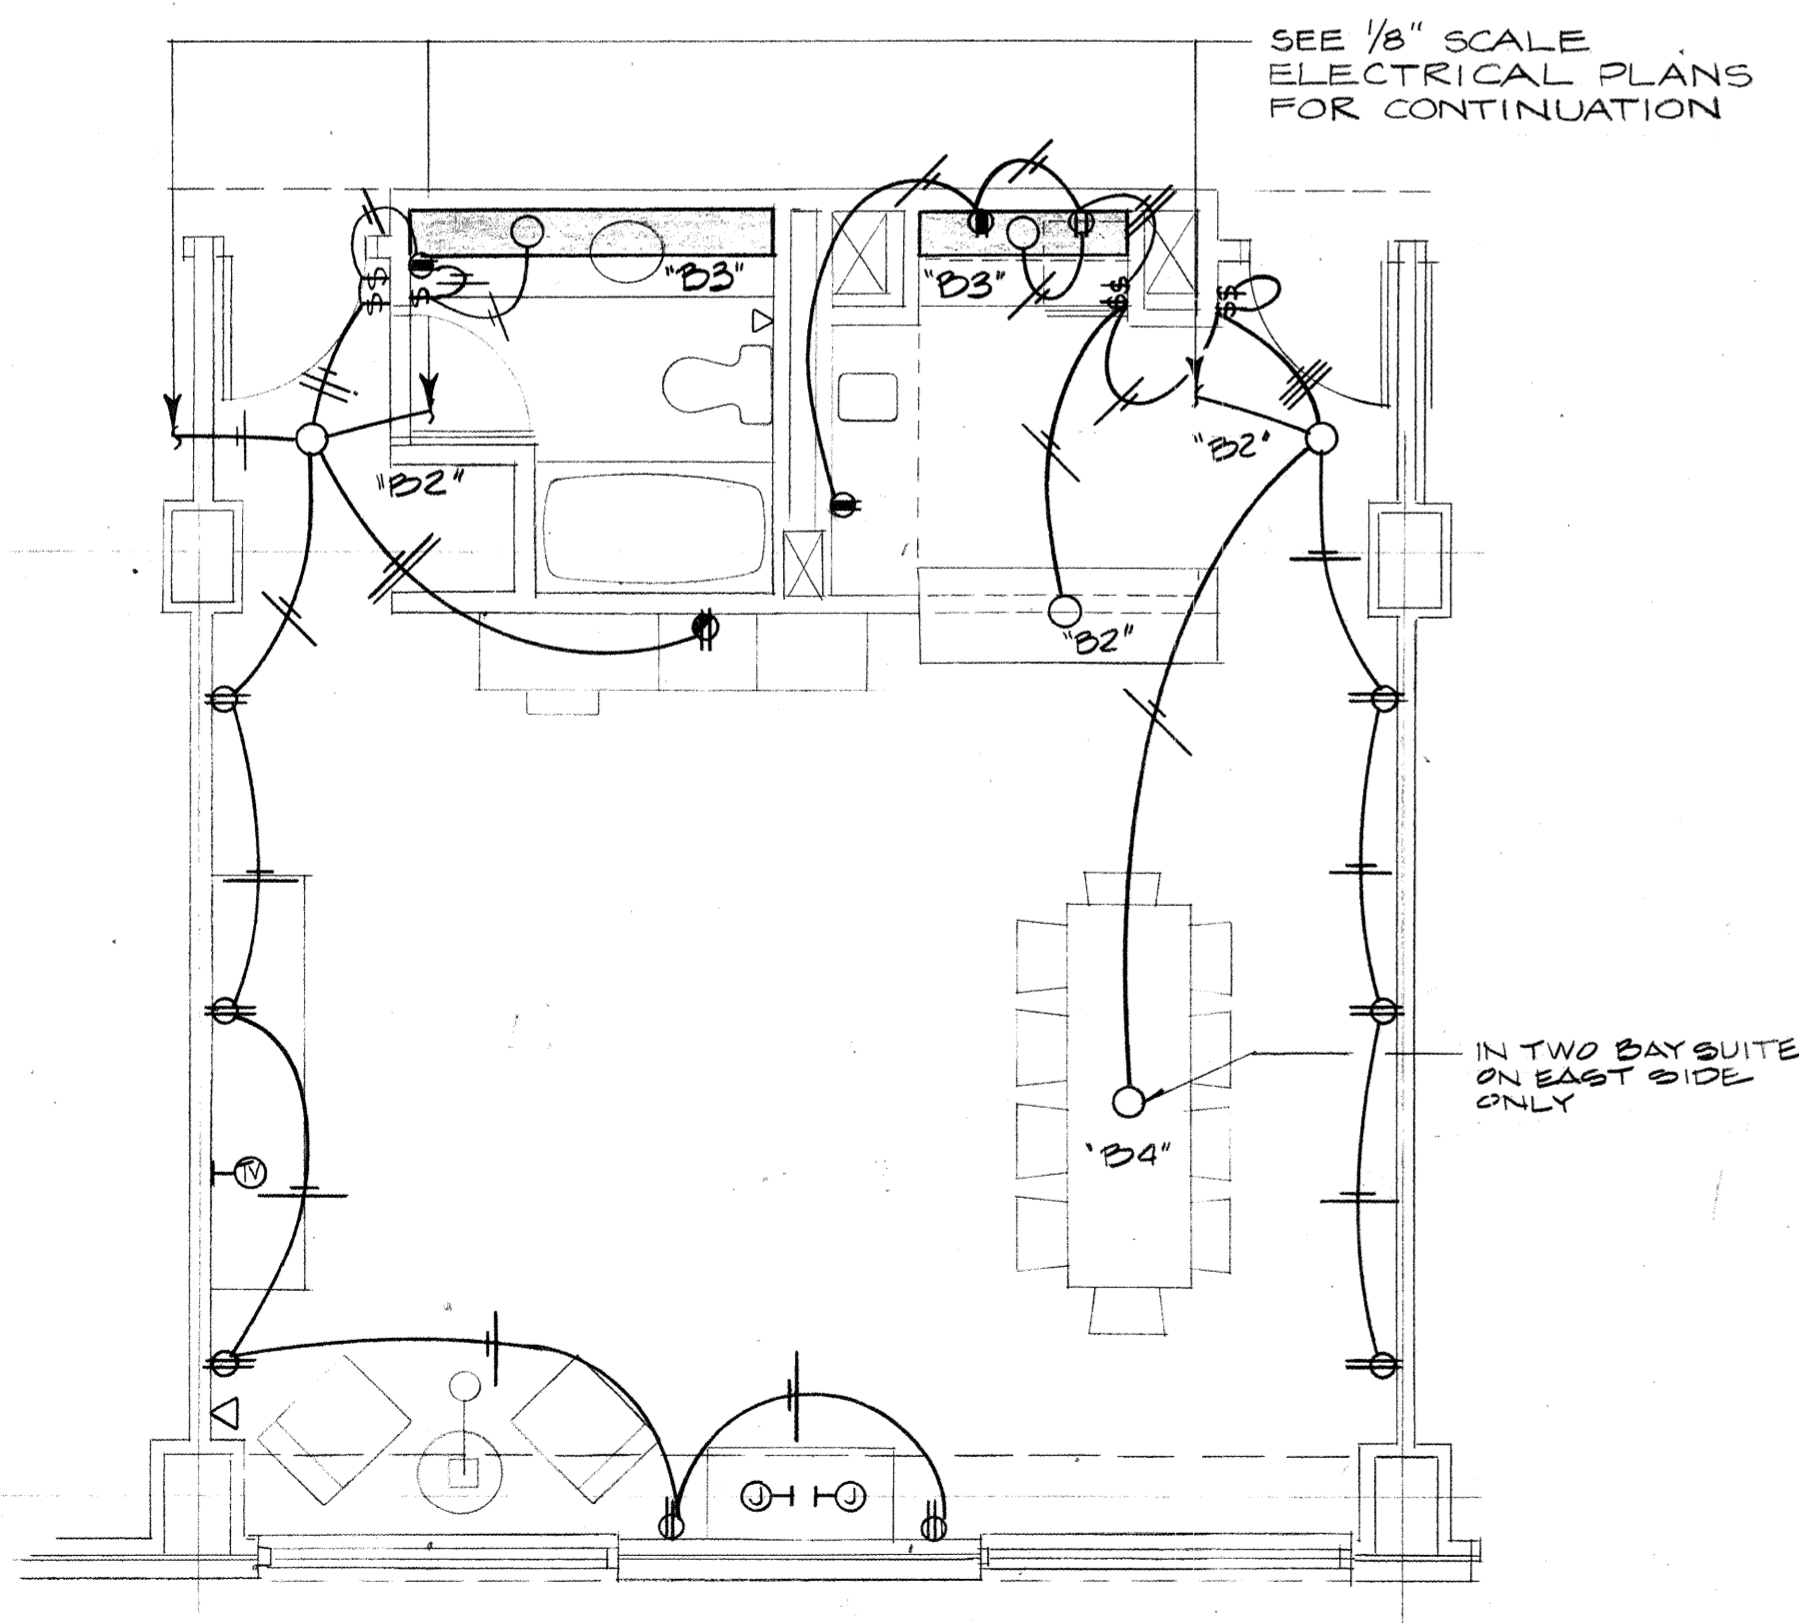 SEE 1/8" SCALE
ELECTRICAL PLANS
FOR CONTINUATION
"B3"
"B3"
$$
$
$$
$$
"B2"
"B2"
"B2"
IN TWO BAY SUITE
ON EAST SIDE
ONLY
"B4"
TV
J
J